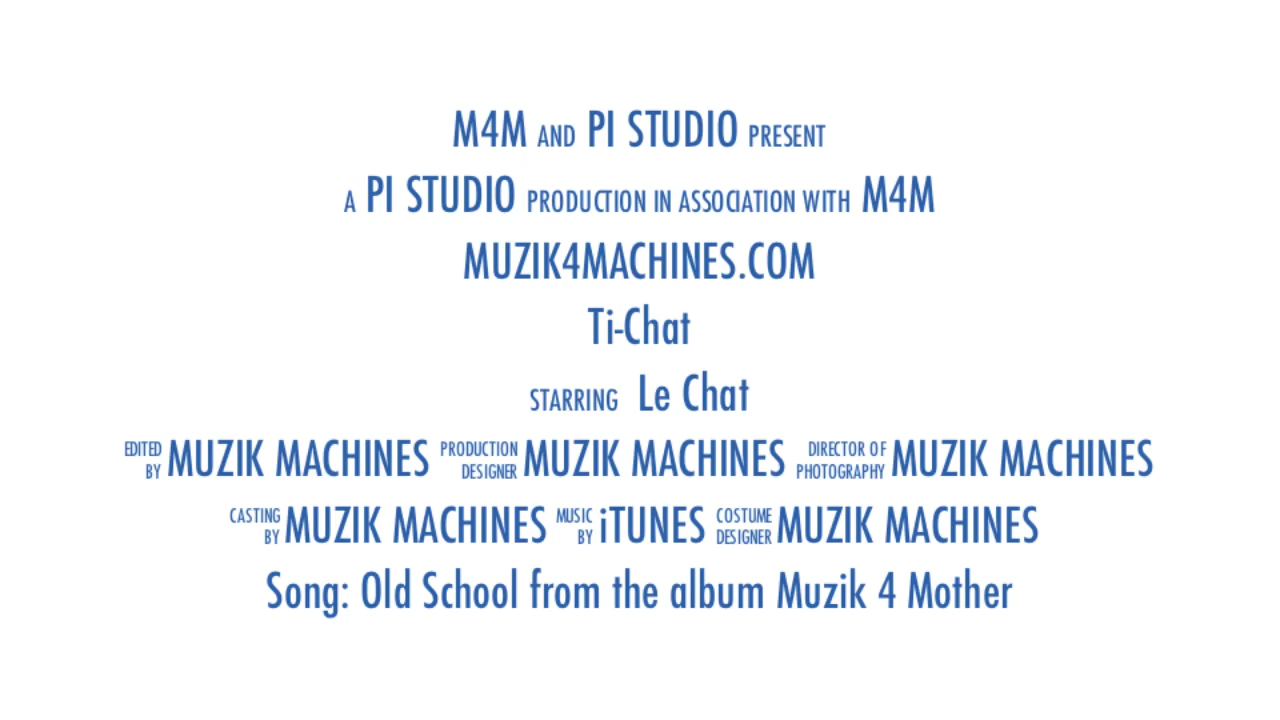 M4M AND PI STUDIO PRESENT
A PI STUDIO PRODUCTION IN ASSOCIATION WITH M4M
MUZIK4MACHINES.COM
Ti-Chat
STARRING Le Chat
EDITED BY MUZIK MACHINES PRODUCTION DESIGNER MUZIK MACHINES DIRECTOR OF PHOTOGRAPHY MUZIK MACHINES
CASTING BY MUZIK MACHINES MUSIC BY iTUNES COSTUME DESIGNER MUZIK MACHINES
Song: Old School from the album Muzik 4 Mother